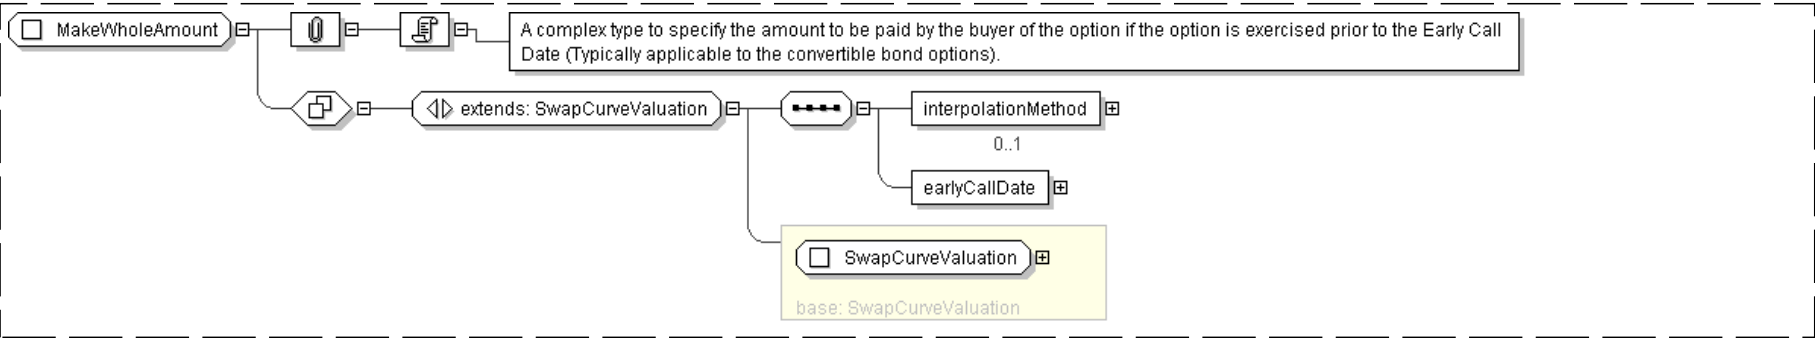 MakeWholeAmount
A complex type to specify the amount to be paid by the buyer of the option if the option is exercised prior to the Early Call
Date (Typically applicable to the convertible bond options).
extends: SwapCurveValuation
interpolationMethod
0..1
earlyCallDate
SwapCurveValuation
base: SwapCurveValuation